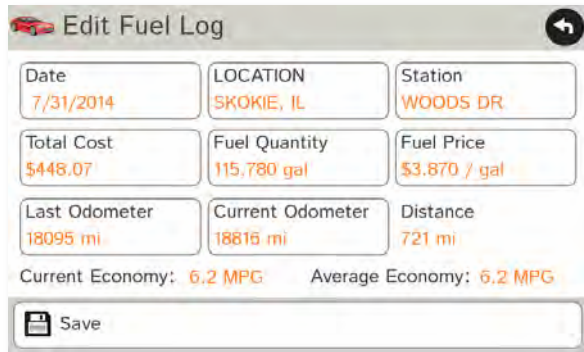 Edit Fuel Log
Date LOCATION Station
7/31/2014 SKOKIE, IL WOODS DR
Total Cost Fuel Quantity Fuel Price
$448.07 115.780 gal $3.870 / gal
Last Odometer Current Odometer Distance
18095 mi 18816 mi 721 mi
Current Economy: 6.2 MPG Average Economy: 6.2 MPG
Save